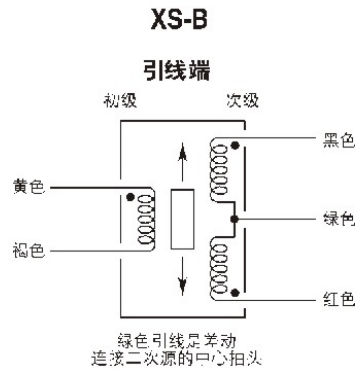 XS-B
引线端
初级 次级
黑色
黄色
绿色
褐色
红色
绿色引线是差动
连接二次源的中心抽头